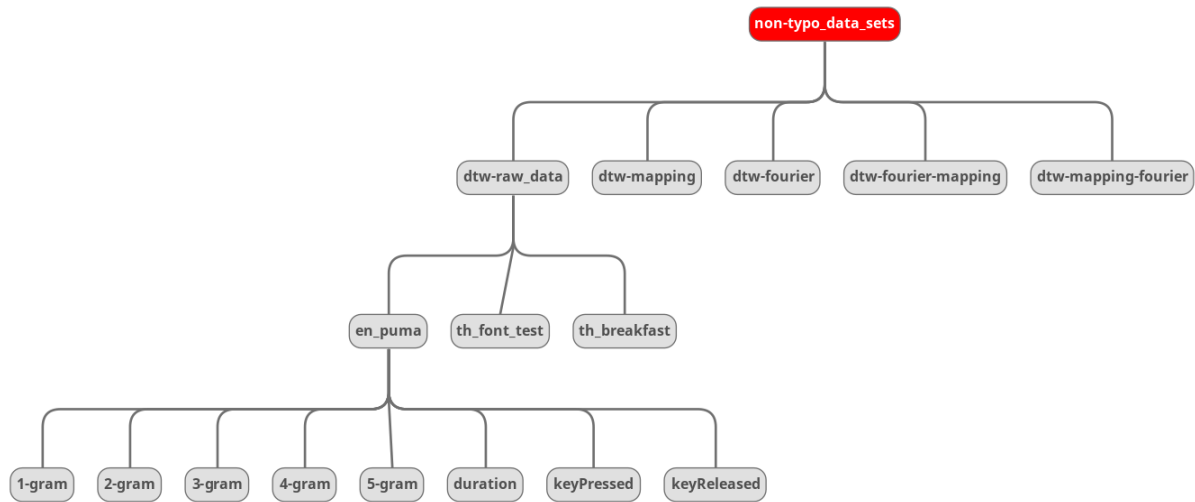 non-typo_data_sets
dtw-raw_data
dtw-mapping
dtw-fourier
dtw-fourier-mapping
dtw-mapping-fourier
en_puma
th_font_test
th_breakfast
1-gram
2-gram
3-gram
4-gram
5-gram
duration
keyPressed
keyReleased